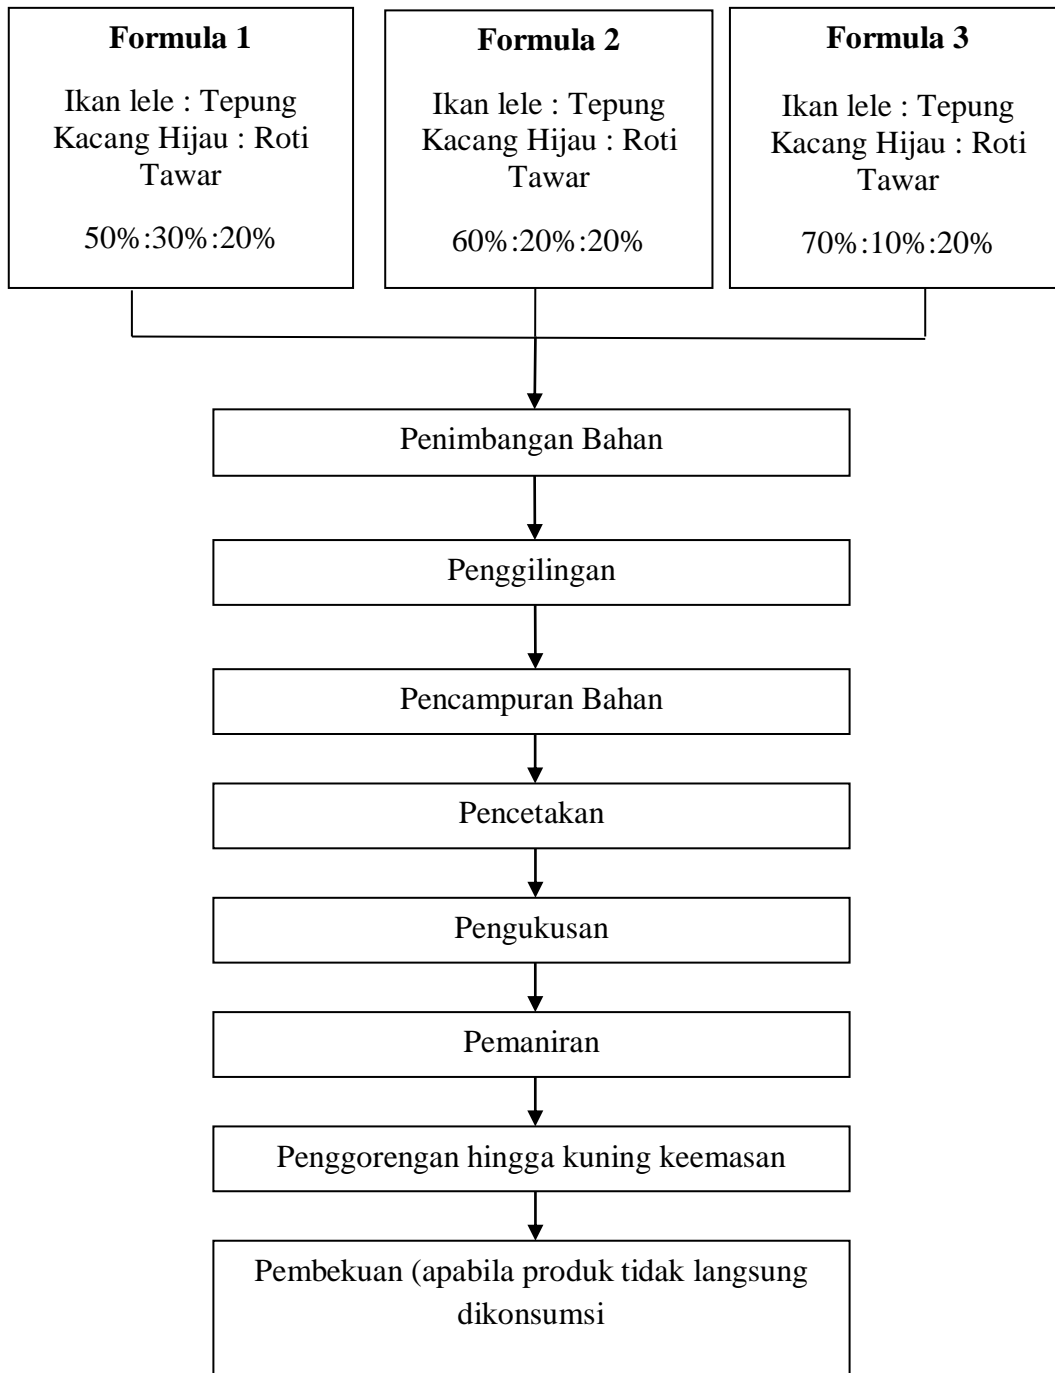 Formula 1
Ikan lele : Tepung
Kacang Hijau : Roti
Tawar
50%:30%:20%
Formula 2
Ikan lele : Tepung
Kacang Hijau : Roti
Tawar
60%:20%:20%
Formula 3
Ikan lele : Tepung
Kacang Hijau : Roti
Tawar
70%:10%:20%
Penimbangan Bahan
Penggilingan
Pencampuran Bahan
Pencetakan
Pengukusan
Pemaniran
Penggorengan hingga kuning keemasan
Pembekuan (apabila produk tidak langsung
dikonsumsi